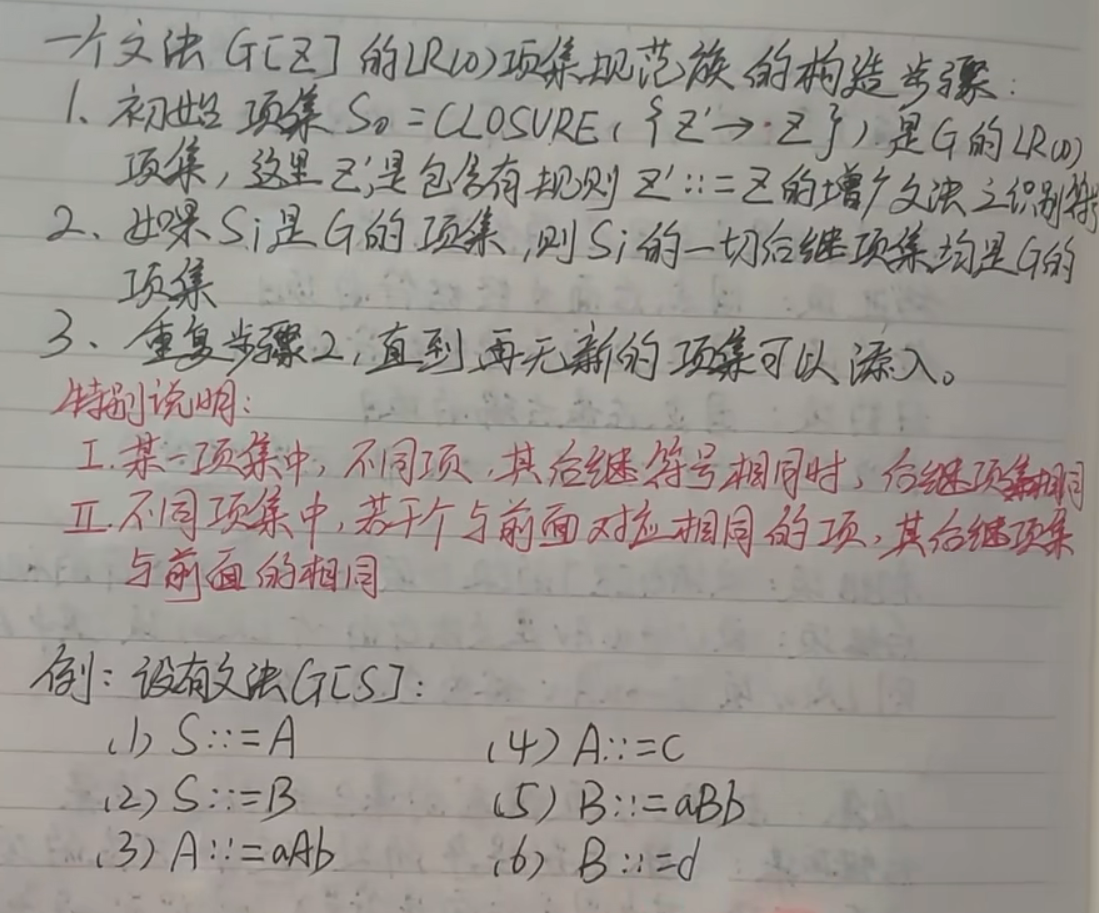 一个文法G[Z]的LR(0)项集规范族的构造步骤:
1、初始项集S₀=CLOSURE({Z′→·Z})是G的LR(0)
项集,这里Z′是包含有规则Z′::=Z的增广文法之识别符号
2、如果Si是G的项集,则Si的一切后继项集均是G的
项集
3、重复步骤2,直到再无新的项集可以添入。
特别说明:
I.某一项集中,不同项,其后继符号相同时,后继项集相同
II.不同项集中,若干个与前面对应相同的项,其后继项集
与前面的相同
例:设有文法G[S]:
(1) S::=A (4) A::=c
(2) S::=B (5) B::=aBb
(3) A::=aAb (6) B::=d